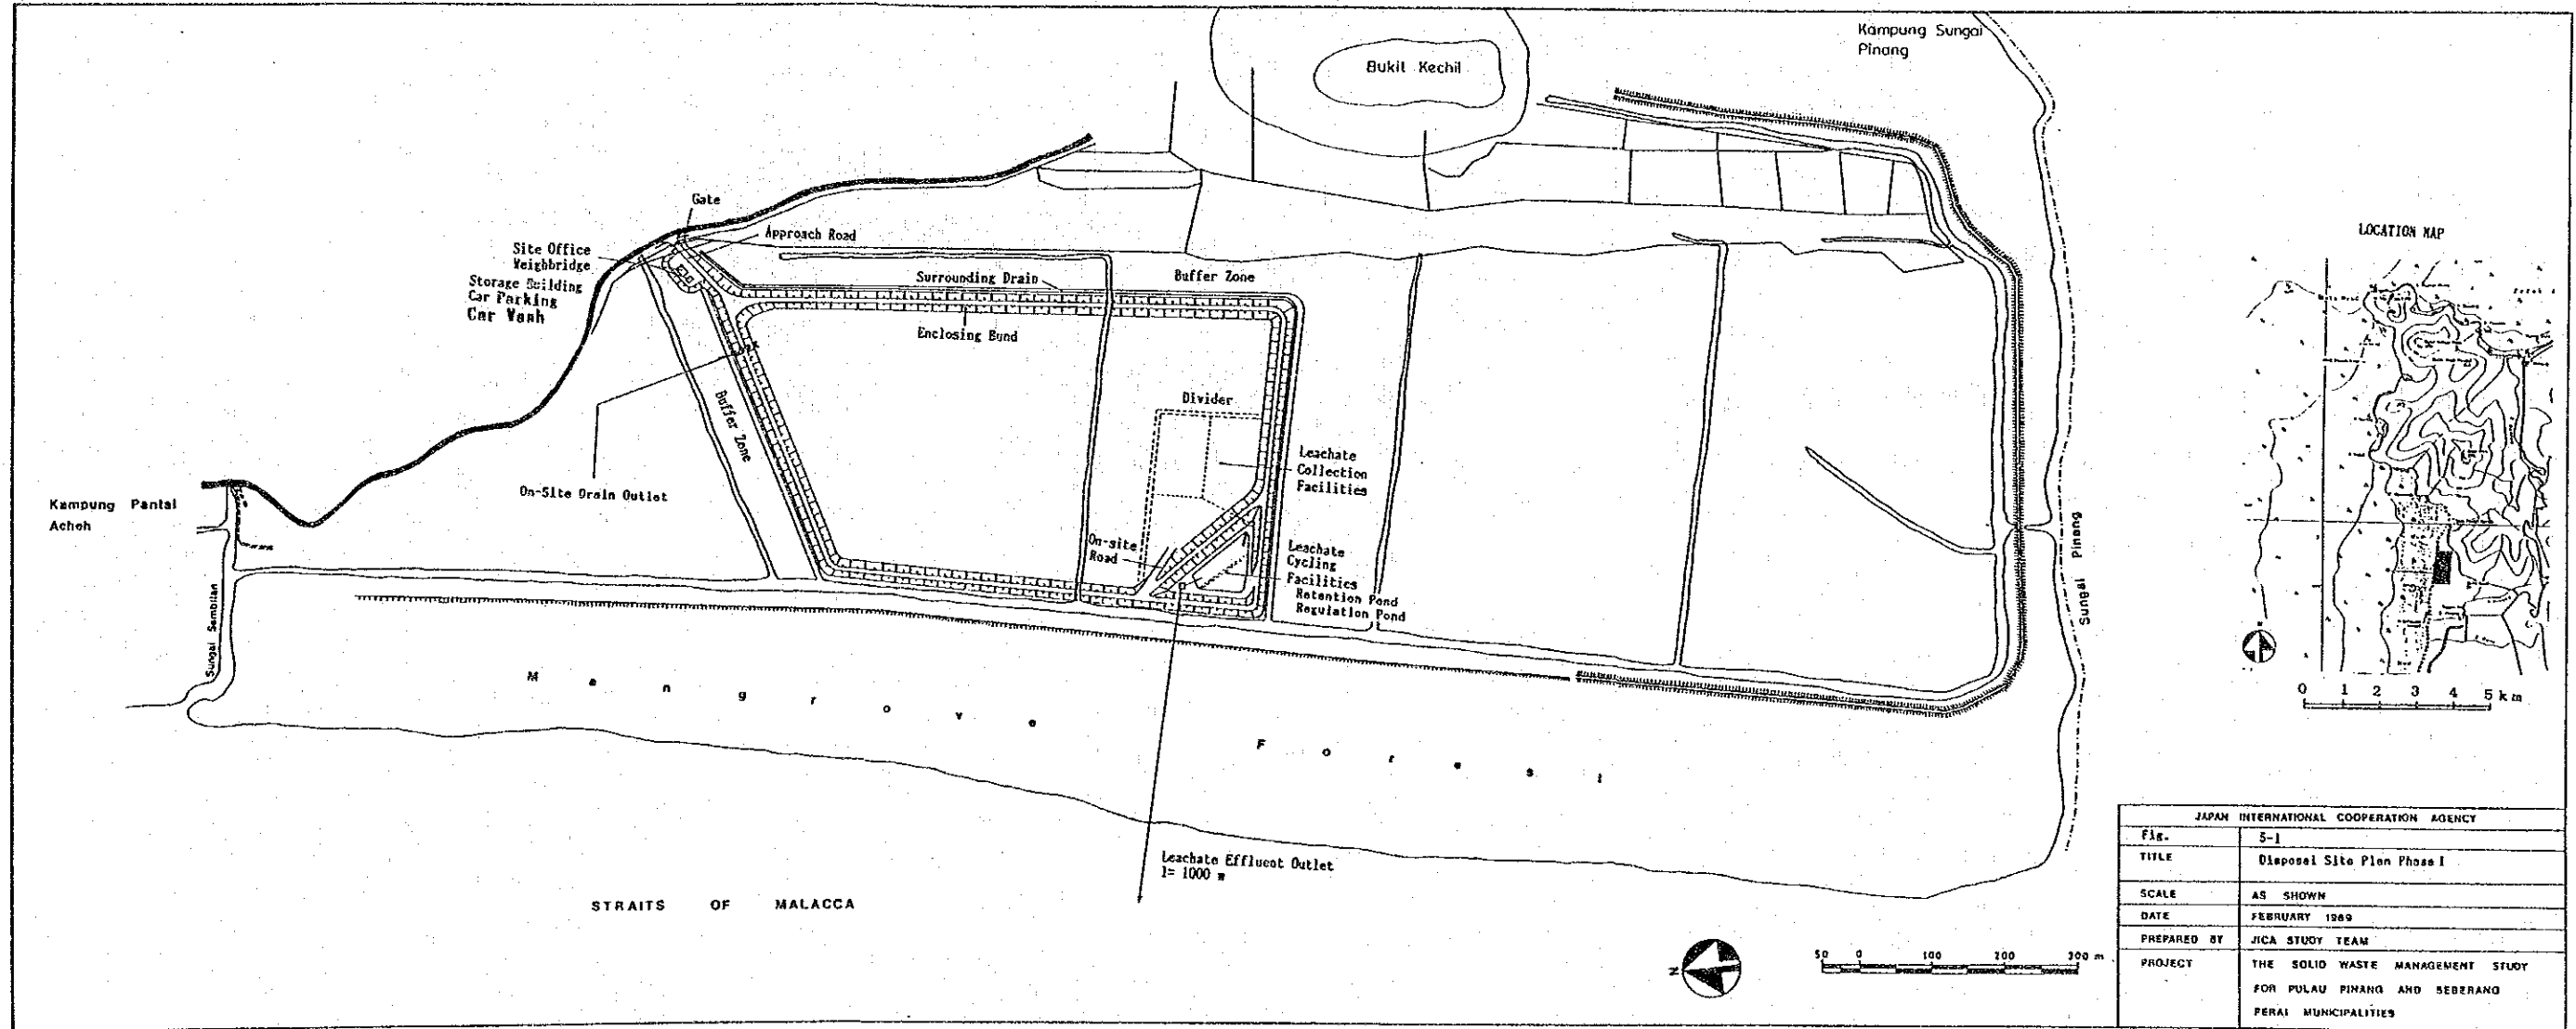 Kampung Sungai
Pinang
Bukit Kechil
Gate
Approach Road
Site Office
Weighbridge
Storage Building
Car Parking
Car Wash
Surrounding Drain
Buffer Zone
Enclosing Bund
Buffer Zone
Divider
Leachate
Collection
Facilities
On-Site Drain Outlet
Kampung Pantai
Acheh
On-site
Road
Leachate
Cycling
Facilities
Retention Pond
Regulation Pond
Sungai Sembilan
Sungai Pinang
Mangrove Forest
Leachate Effluent Outlet
l= 1000 m
STRAITS OF MALACCA
N
50 0 100 200 300 m
LOCATION MAP
0 1 2 3 4 5 km
JAPAN INTERNATIONAL COOPERATION AGENCY
Fig. 5-1
TITLE Disposal Site Plan Phase I
SCALE AS SHOWN
DATE FEBRUARY 1989
PREPARED BY JICA STUDY TEAM
PROJECT THE SOLID WASTE MANAGEMENT STUDY
FOR PULAU PINANG AND SEBERANG
PERAI MUNICIPALITIES